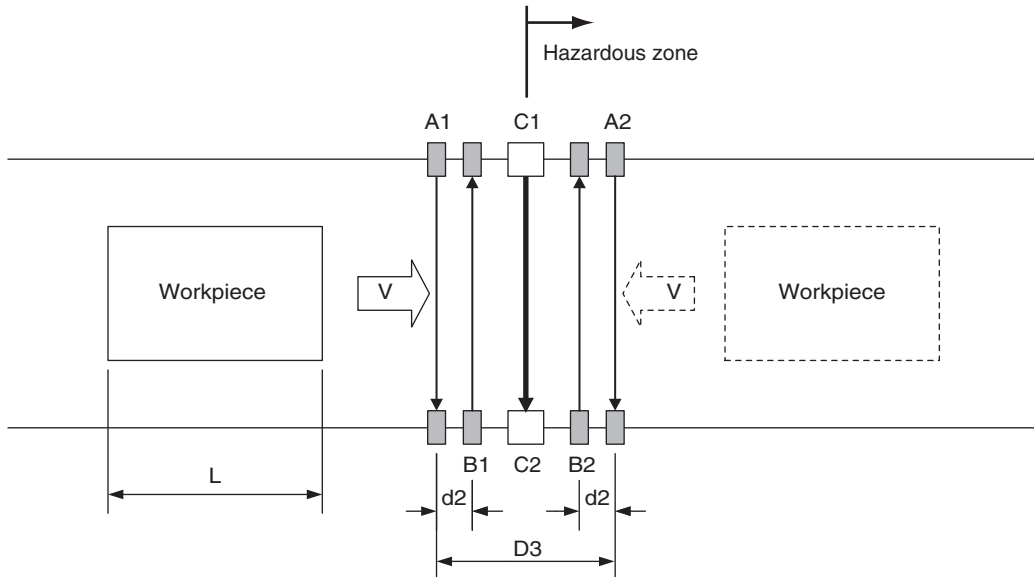 Hazardous zone
A1
C1
A2
Workpiece
V
V
Workpiece
B1
C2
B2
L
d2
d2
D3